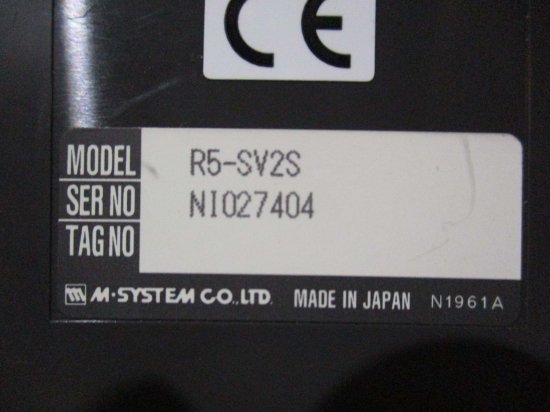 CE
MODEL R5-SV2S
SER NO NI027404
TAG NO
M-SYSTEM CO.,LTD. MADE IN JAPAN N1961A